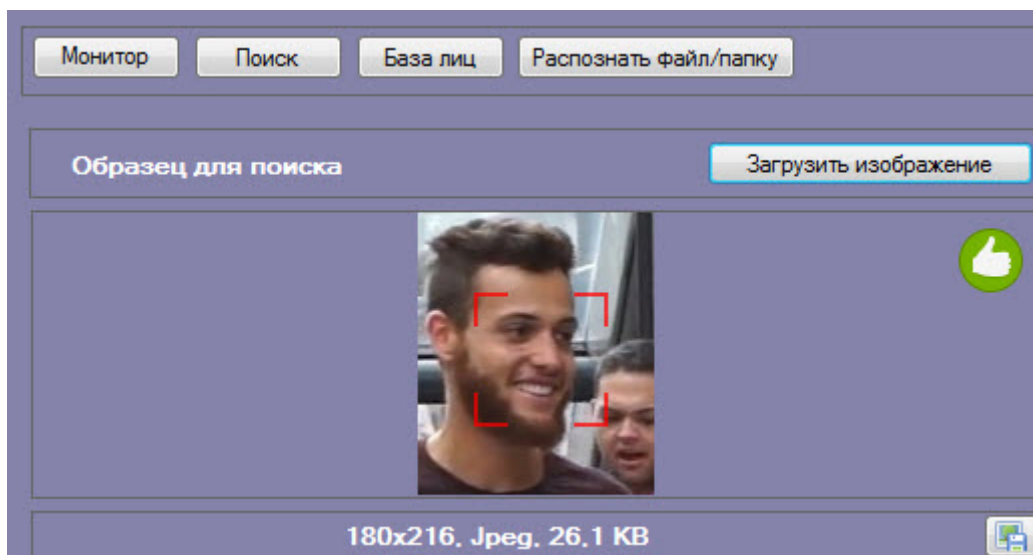 Монитор Поиск База лиц Распознать файл/папку
Образец для поиска Загрузить изображение
180x216, Jpeg, 26,1 KB